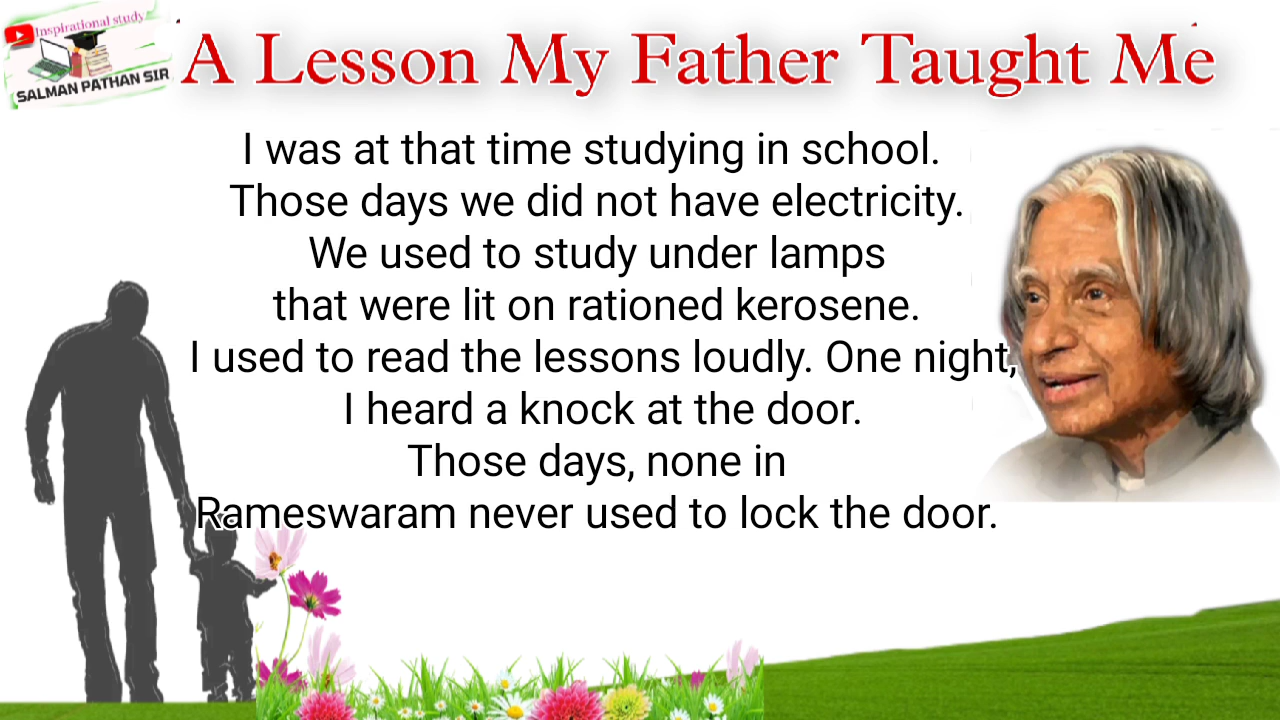 Inspirational study
SALMAN PATHAN SIR
A Lesson My Father Taught Me
I was at that time studying in school.
Those days we did not have electricity.
We used to study under lamps
that were lit on rationed kerosene.
I used to read the lessons loudly. One night,
I heard a knock at the door.
Those days, none in
Rameswaram never used to lock the door.